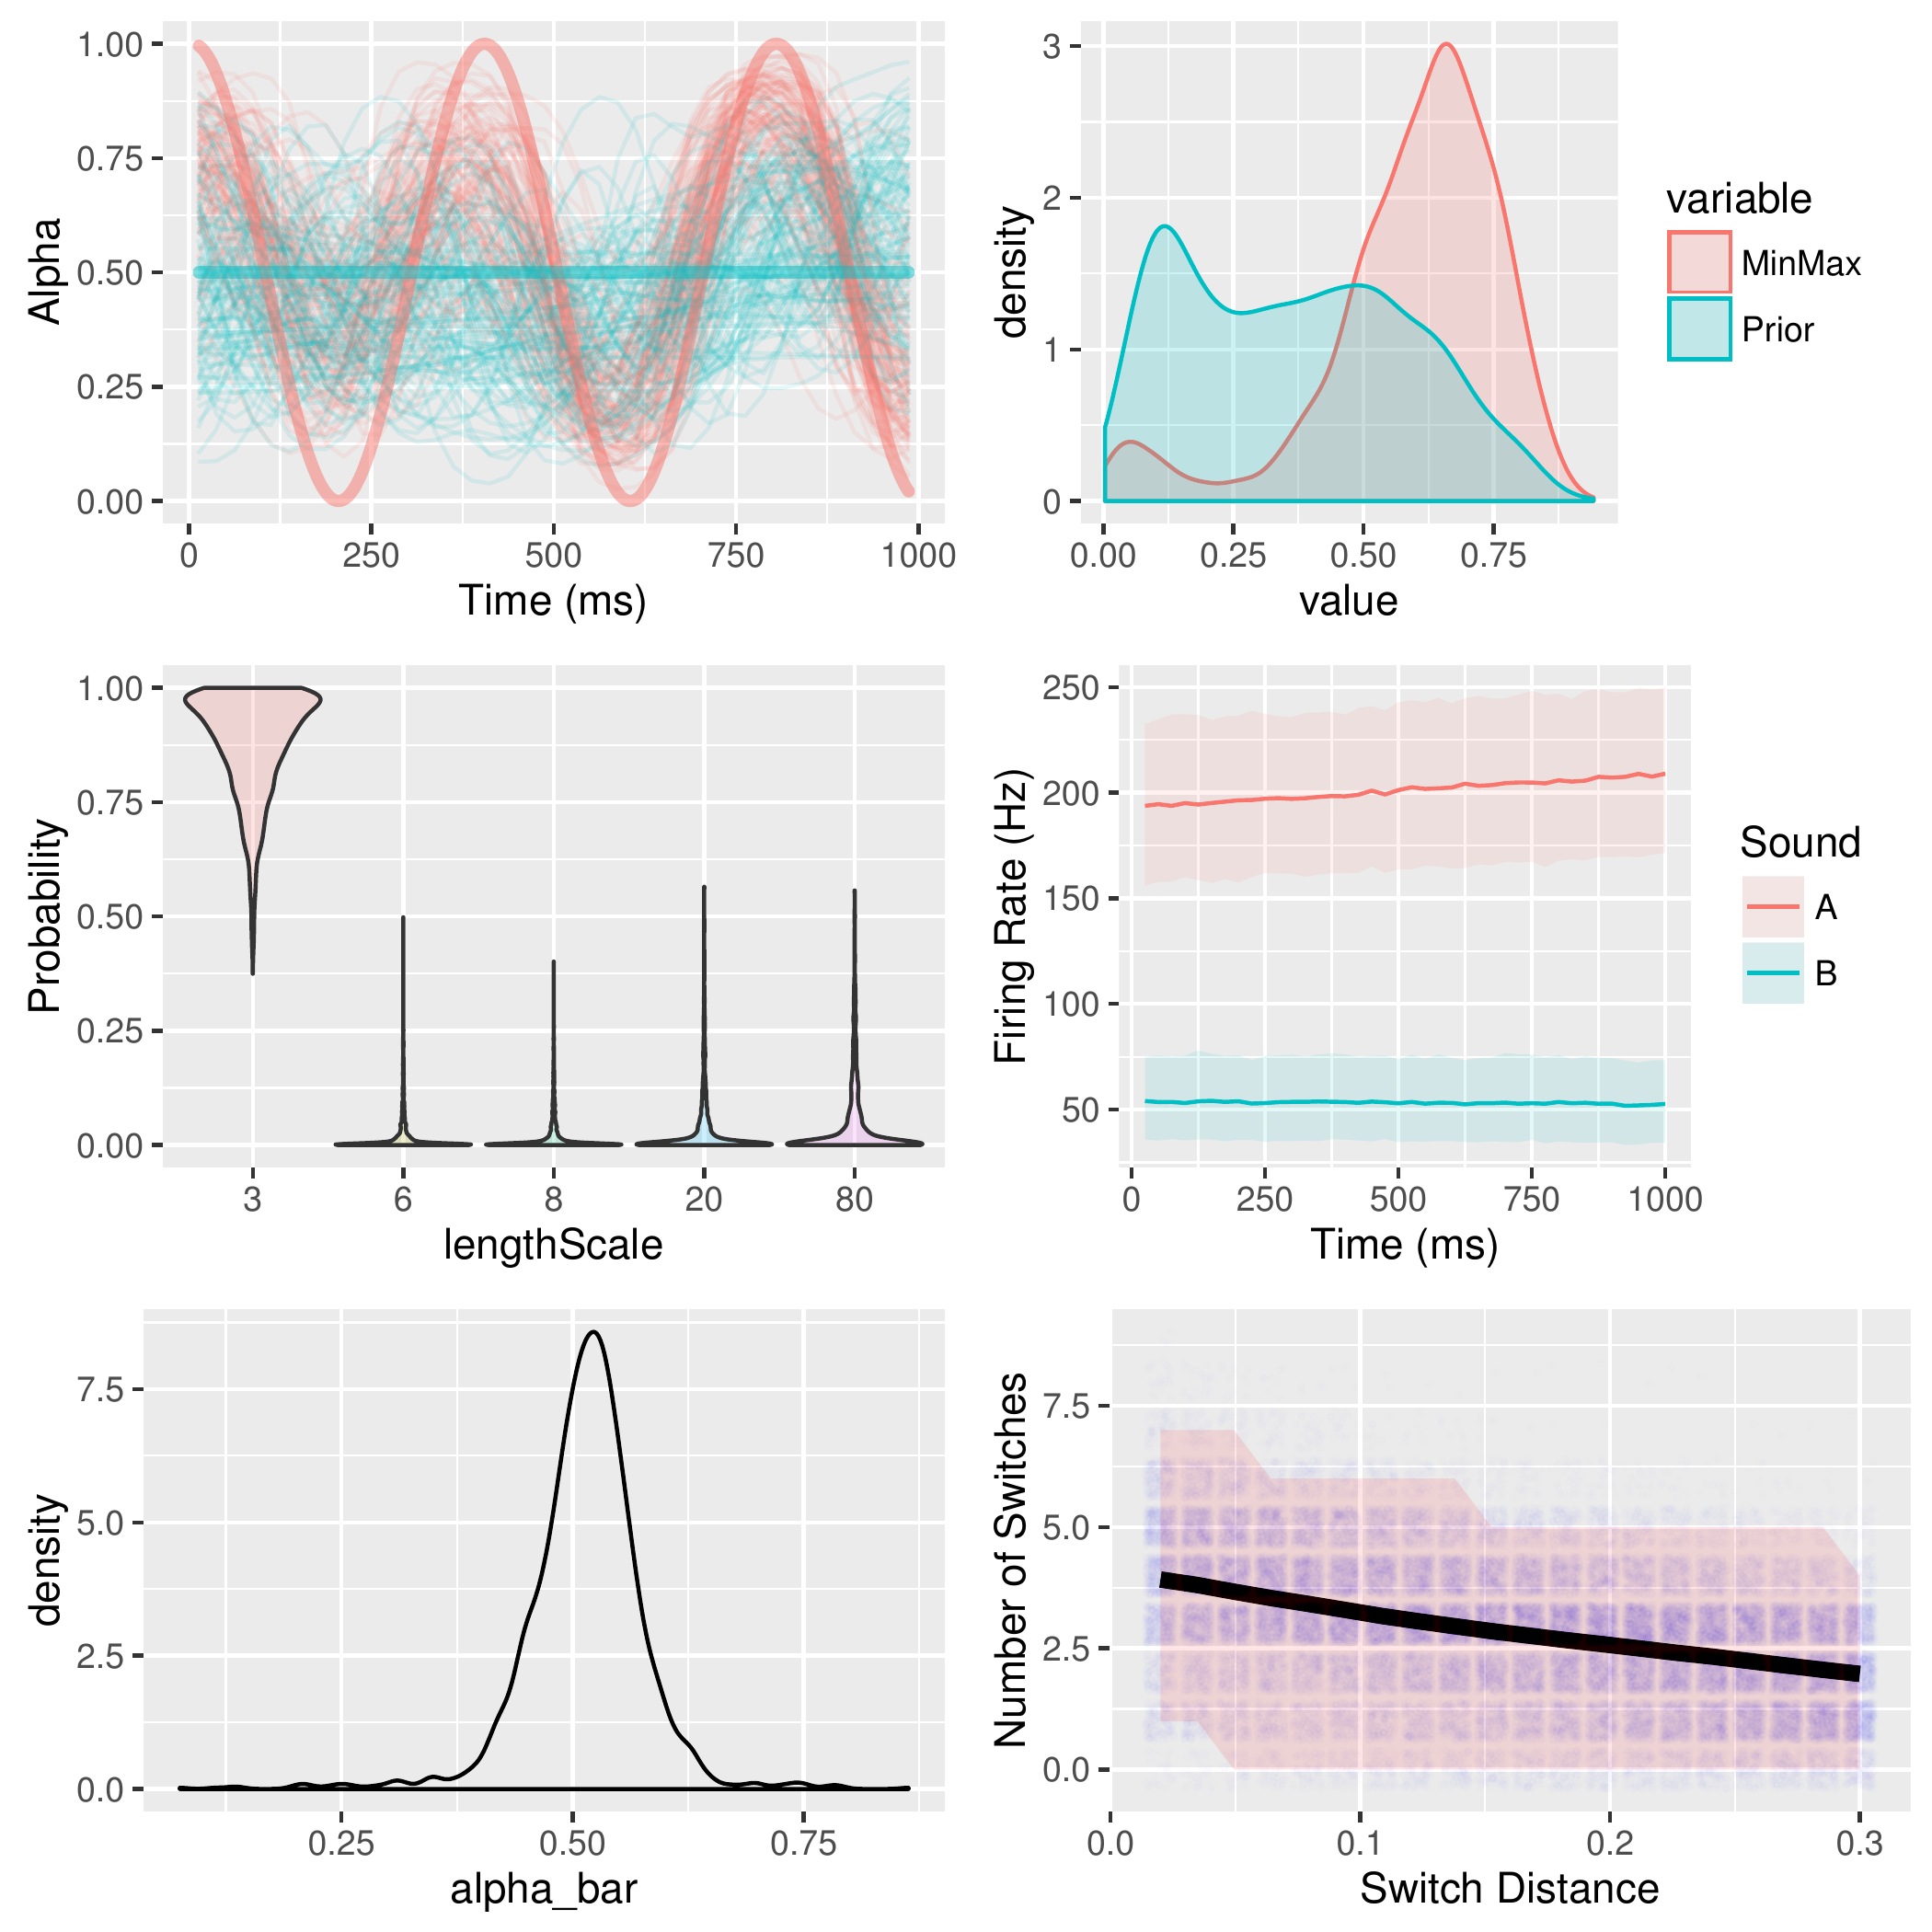 1.00
0.75
0.50
0.25
0.00
Alpha
0 250 500 750 1000
Time (ms)
3
2
1
0
density
0.00 0.25 0.50 0.75
value
variable
MinMax
Prior
1.00
0.75
0.50
0.25
0.00
Probability
3 6 8 20 80
lengthScale
250
200
150
100
50
Firing Rate (Hz)
0 250 500 750 1000
Time (ms)
Sound
A
B
7.5
5.0
2.5
0.0
density
0.25 0.50 0.75
alpha_bar
7.5
5.0
2.5
0.0
Number of Switches
0.0 0.1 0.2 0.3
Switch Distance